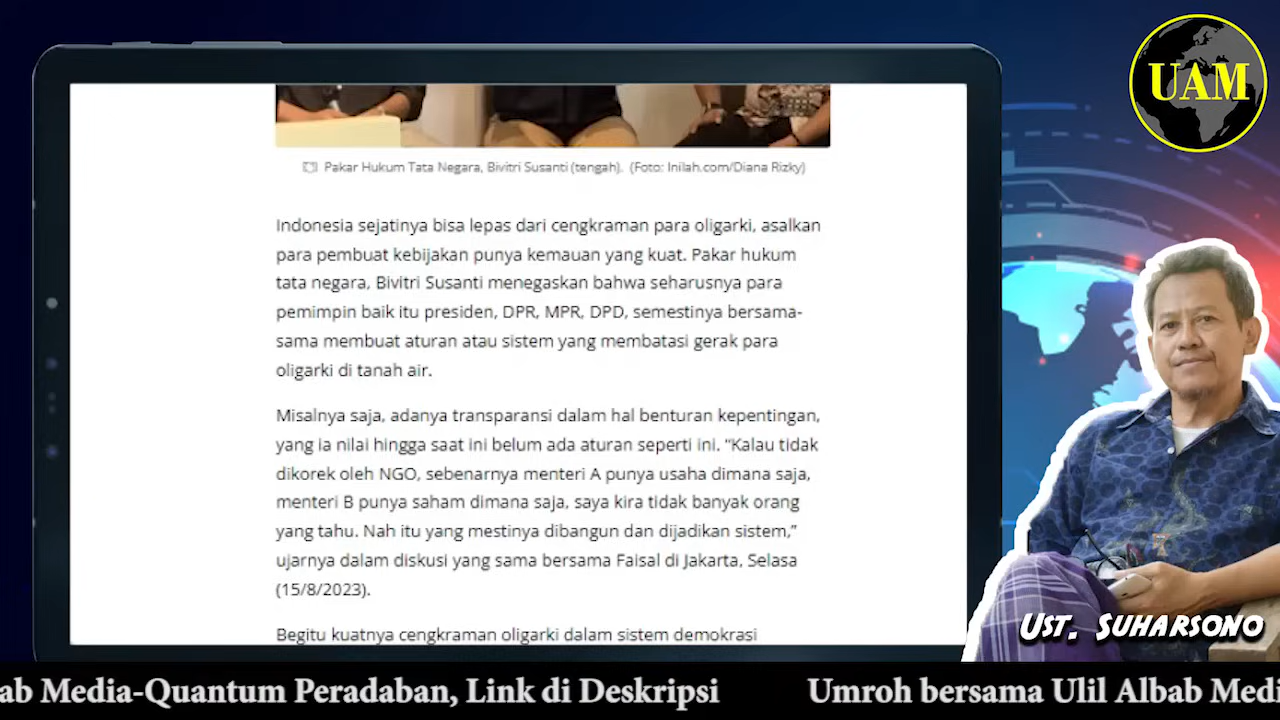 UAM
Pakar Hukum Tata Negara, Bivitri Susanti (tengah). (Foto: Inilah.com/Diana Rizky)
Indonesia sejatinya bisa lepas dari cengkraman para oligarki, asalkan
para pembuat kebijakan punya kemauan yang kuat. Pakar hukum
tata negara, Bivitri Susanti menegaskan bahwa seharusnya para
pemimpin baik itu presiden, DPR, MPR, DPD, semestinya bersama-
sama membuat aturan atau sistem yang membatasi gerak para
oligarki di tanah air.
Misalnya saja, adanya transparansi dalam hal benturan kepentingan,
yang ia nilai hingga saat ini belum ada aturan seperti ini. “Kalau tidak
dikorek oleh NGO, sebenarnya menteri A punya usaha dimana saja,
menteri B punya saham dimana saja, saya kira tidak banyak orang
yang tahu. Nah itu yang mestinya dibangun dan dijadikan sistem,”
ujarnya dalam diskusi yang sama bersama Faisal di Jakarta, Selasa
(15/8/2023).
Begitu kuatnya cengkraman oligarki dalam sistem demokrasi
Ust. Suharsono
ab Media-Quantum Peradaban, Link di Deskripsi Umroh bersama Ulil Albab Medi